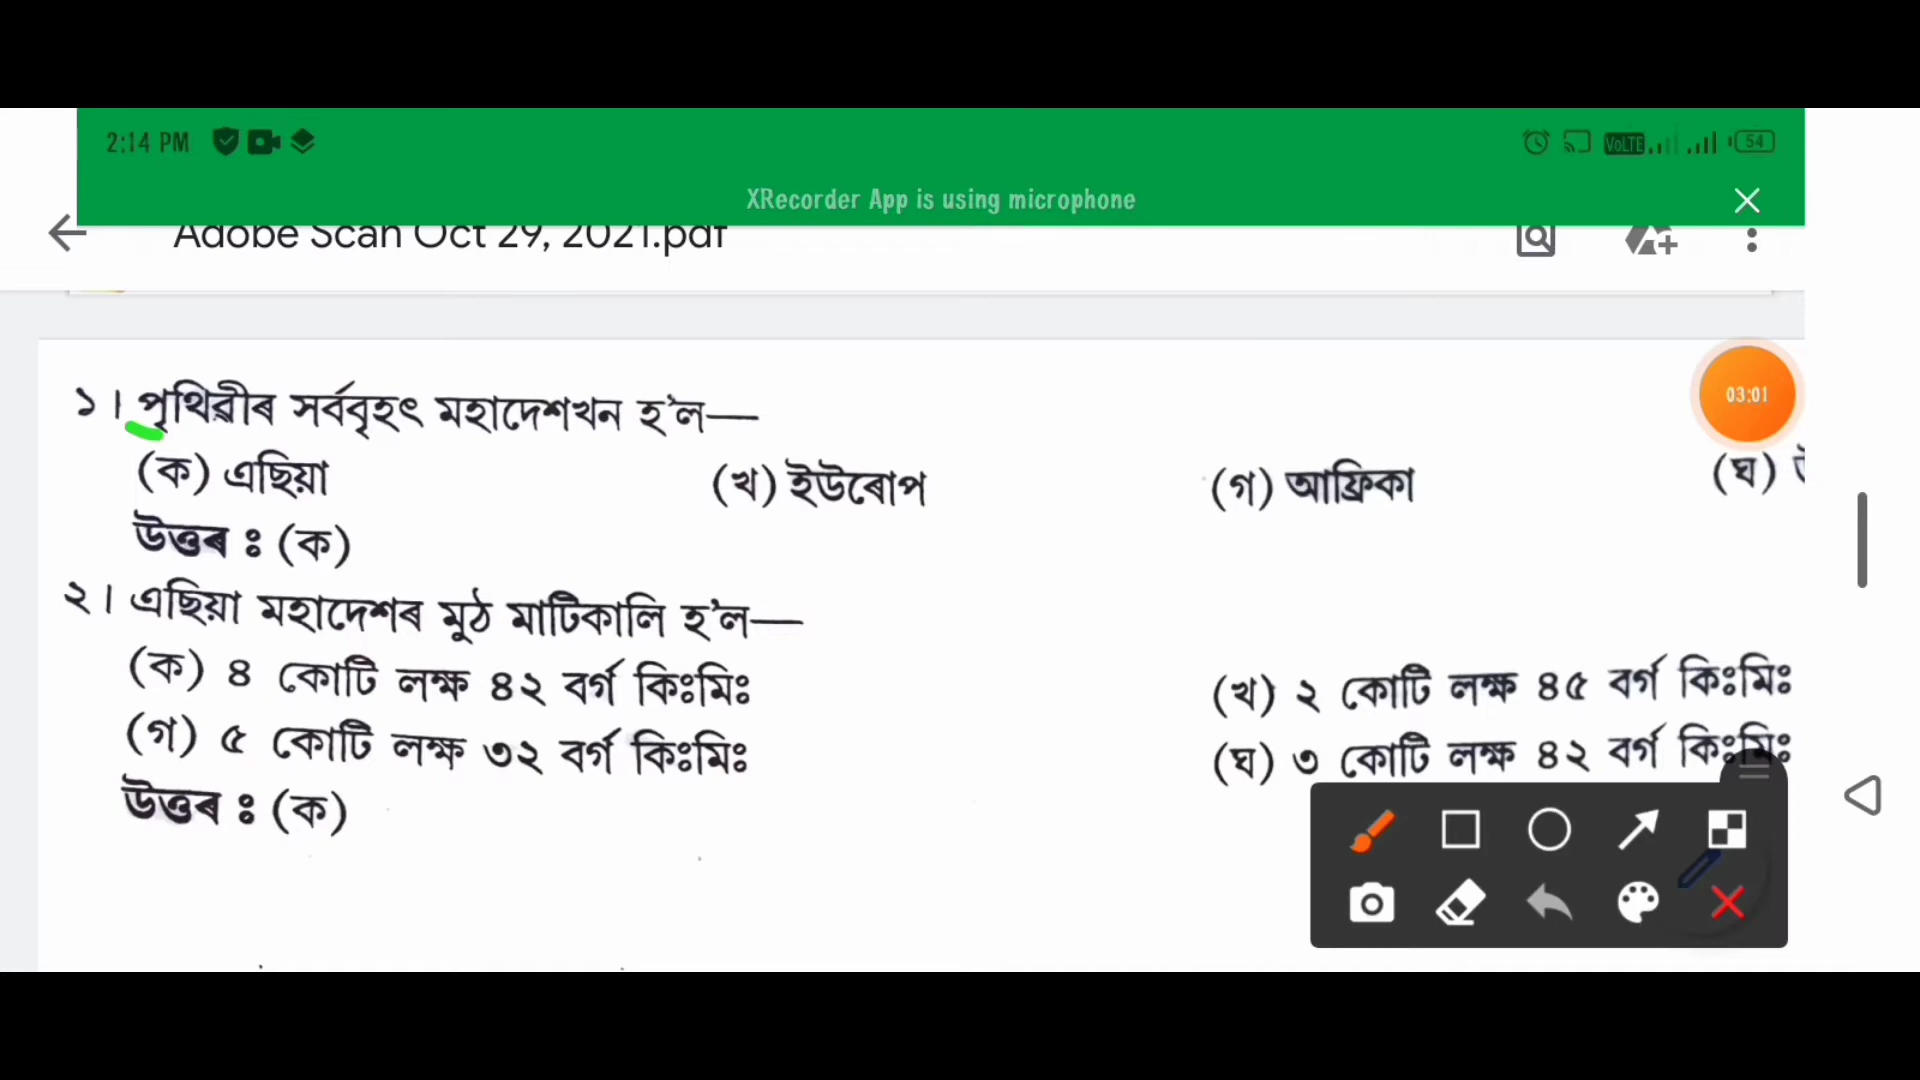 2:14 PM VoLTE 54
XRecorder App is using microphone
Adobe Scan Oct 29, 2021.pdf
১। পৃথিৱীৰ সৰ্ববৃহৎ মহাদেশখন হ'ল—
03:01
(ক) এছিয়া (খ) ইউৰোপ (গ) আফ্ৰিকা (ঘ)
উত্তৰ : (ক)
২। এছিয়া মহাদেশৰ মুঠ মাটিকালি হ'ল—
(ক) ৪ কোটি লক্ষ ৪২ বৰ্গ কিঃমিঃ (খ) ২ কোটি লক্ষ ৪৫ বৰ্গ কিঃমিঃ
(গ) ৫ কোটি লক্ষ ৩২ বৰ্গ কিঃমিঃ (ঘ) ৩ কোটি লক্ষ ৪২ বৰ্গ কিঃমিঃ
উত্তৰ : (ক)